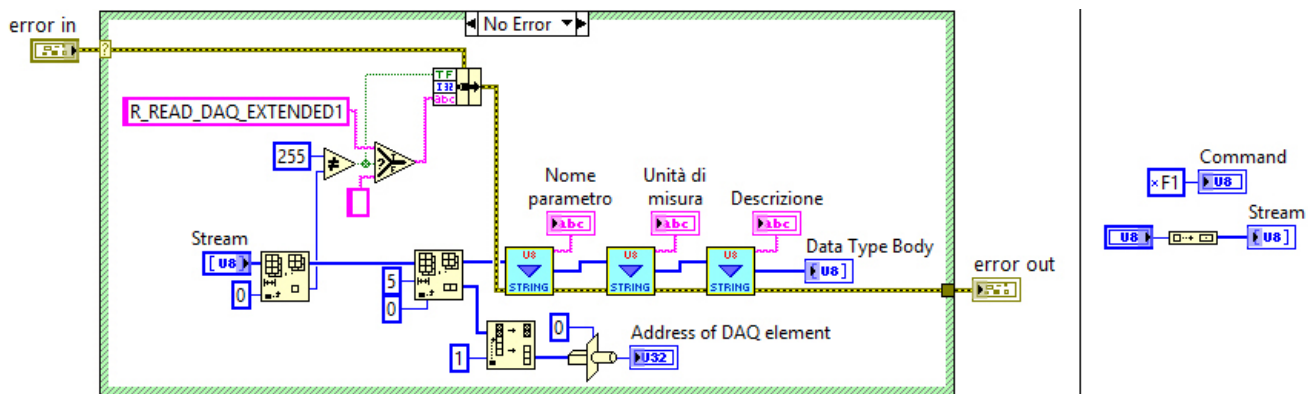 error in
No Error
?
TF
I32
abc
R_READ_DAQ_EXTENDED1
255
≠
?
T
F
Nome
parametro
Unità di
misura
Descrizione
abc
abc
abc
Stream
[U8]
0
5
0
U8
STRING
U8
STRING
U8
STRING
Data Type Body
U8]
error out
1
0
Address of DAQ element
U32
Command
×F1
U8
Stream
U8
[U8]